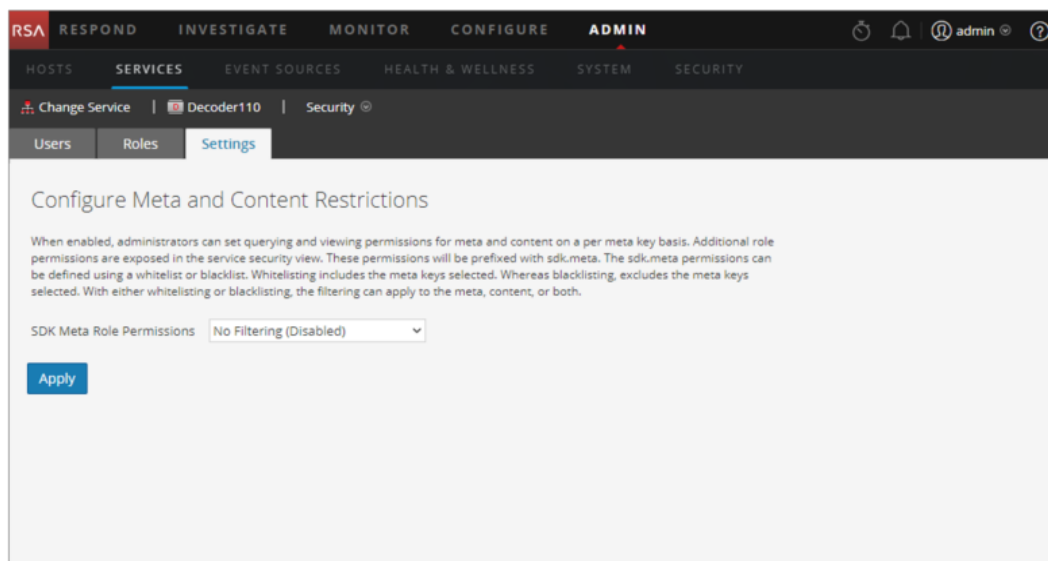 RSA RESPOND INVESTIGATE MONITOR CONFIGURE ADMIN admin ?
HOSTS SERVICES EVENT SOURCES HEALTH & WELLNESS SYSTEM SECURITY
Change Service | Decoder110 | Security
Users Roles Settings
Configure Meta and Content Restrictions
When enabled, administrators can set querying and viewing permissions for meta and content on a per meta key basis. Additional role
permissions are exposed in the service security view. These permissions will be prefixed with sdk.meta. The sdk.meta permissions can
be defined using a whitelist or blacklist. Whitelisting includes the meta keys selected. Whereas blacklisting, excludes the meta keys
selected. With either whitelisting or blacklisting, the filtering can apply to the meta, content, or both.
SDK Meta Role Permissions No Filtering (Disabled)
Apply